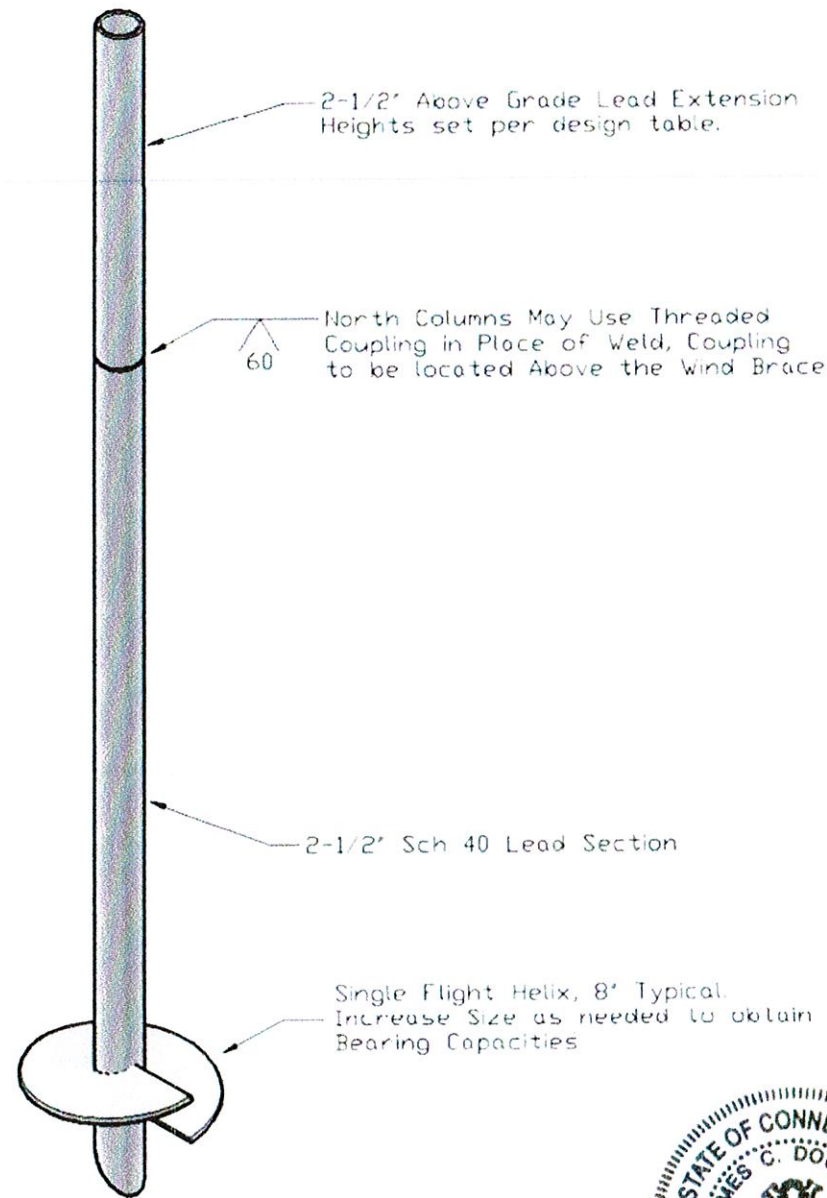 2-1/2' Above Grade Lead Extension
Heights set per design table.
North Columns May Use Threaded
Coupling in Place of Weld, Coupling
to be located Above the Wind Brace
60
2-1/2' Sch 40 Lead Section
Single Flight Helix, 8' Typical.
Increase Size as needed to obtain
Bearing Capacities
STATE OF CONNE
MES C. DO